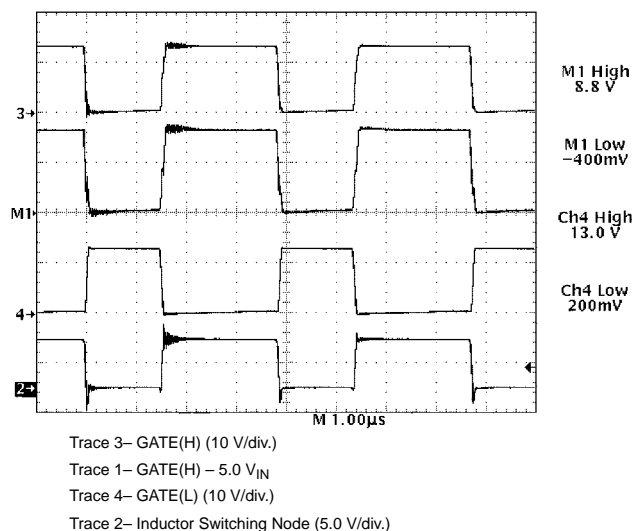 M1 High
8.8 V
3→
M1 Low
−400mV
M1
Ch4 High
13.0 V
Ch4 Low
200mV
4→
2→
M 1.00µs
Trace 3– GATE(H) (10 V/div.)
Trace 1– GATE(H) – 5.0 VIN
Trace 4– GATE(L) (10 V/div.)
Trace 2– Inductor Switching Node (5.0 V/div.)